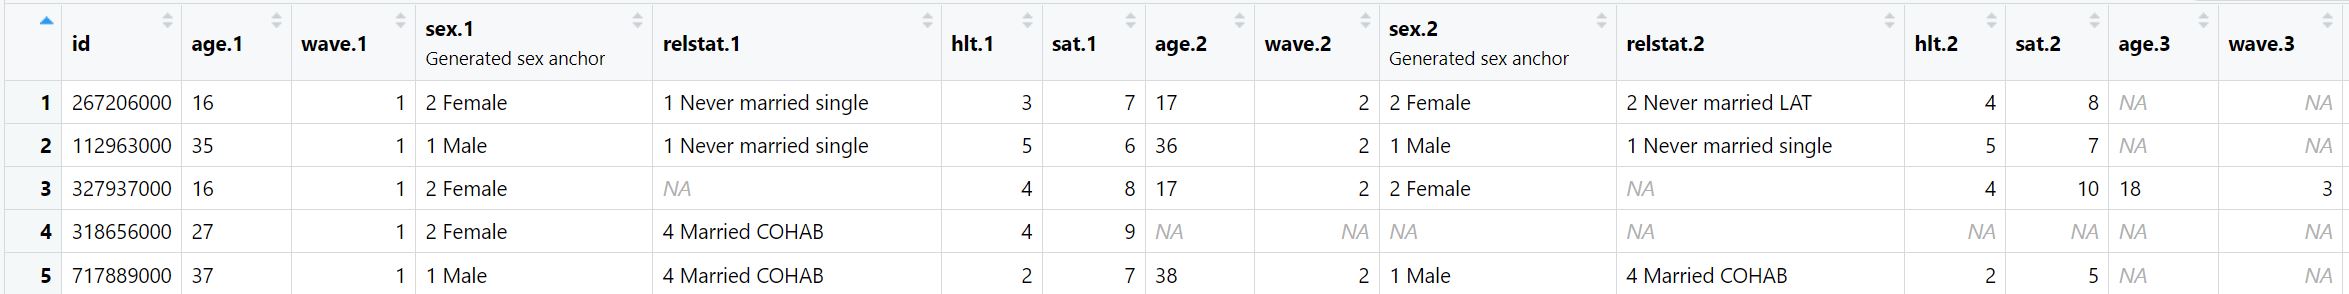 id age.1 wave.1 sex.1 Generated sex anchor relstat.1 hlt.1 sat.1 age.2 wave.2 sex.2 Generated sex anchor relstat.2 hlt.2 sat.2 age.3 wave.3
1 267206000 16 1 2 Female 1 Never married single 3 7 17 2 2 Female 2 Never married LAT 4 8 NA NA
2 112963000 35 1 1 Male 1 Never married single 5 6 36 2 1 Male 1 Never married single 5 7 NA NA
3 327937000 16 1 2 Female NA 4 8 17 2 2 Female NA 4 10 18 3
4 318656000 27 1 2 Female 4 Married COHAB 4 9 NA NA NA NA NA NA NA NA
5 717889000 37 1 1 Male 4 Married COHAB 2 7 38 2 1 Male 4 Married COHAB 2 5 NA NA